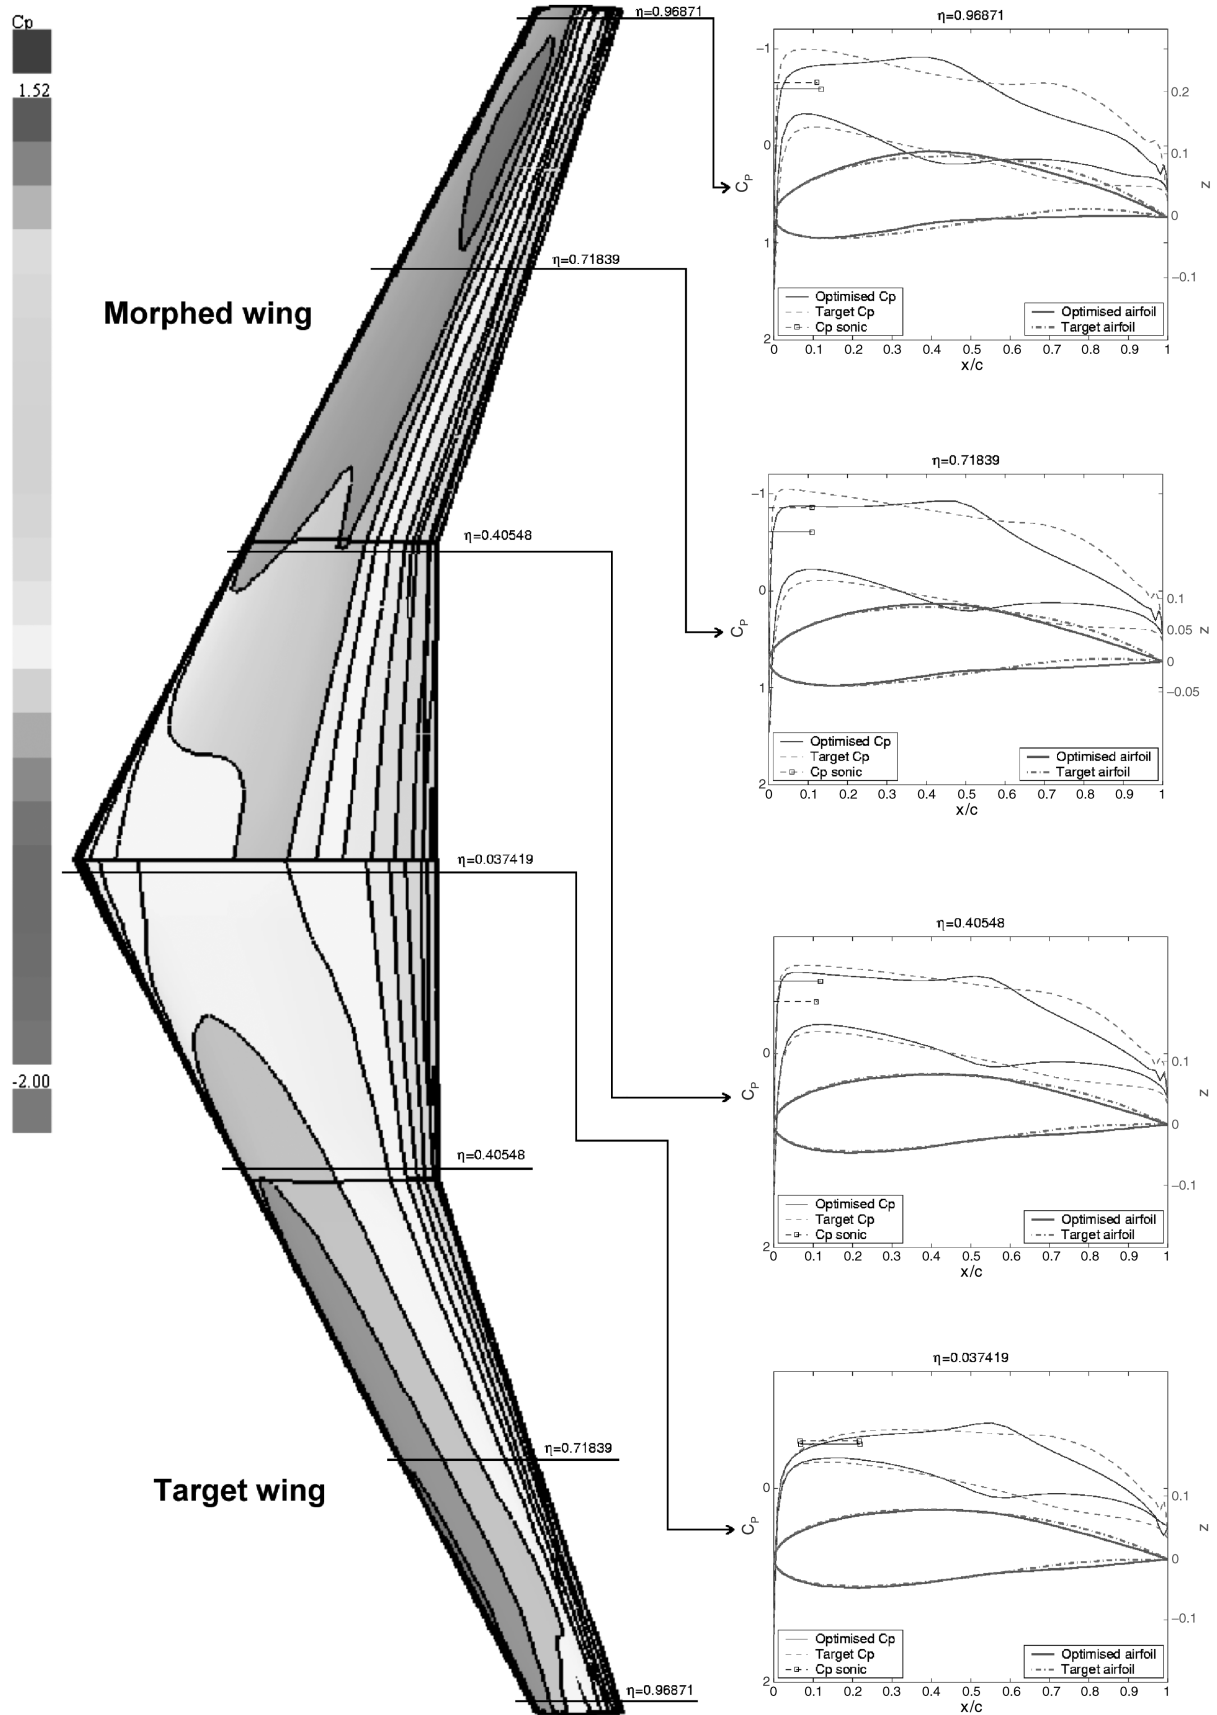 Cp
1.52
-2.00
Morphed wing
Target wing
η=0.96871
η=0.71839
η=0.40548
η=0.037419
η=0.40548
η=0.71839
η=0.96871
η=0.96871
-1
0
1
2
C_P
0.2
0.1
0
-0.1
z
Optimised Cp
Target Cp
Cp sonic
Optimised airfoil
Target airfoil
0 0.1 0.2 0.3 0.4 0.5 0.6 0.7 0.8 0.9 1
x/c
η=0.71839
-1
0
1
2
C_P
0.1
0.05
0
-0.05
z
Optimised Cp
Target Cp
Cp sonic
Optimised airfoil
Target airfoil
0 0.1 0.2 0.3 0.4 0.5 0.6 0.7 0.8 0.9 1
η=0.40548
0
2
C_P
0.1
0
-0.1
z
Optimised Cp
Target Cp
Cp sonic
Optimised airfoil
Target airfoil
0 0.1 0.2 0.3 0.4 0.5 0.6 0.7 0.8 0.9 1
x/c
η=0.037419
0
2
C_P
0.1
0
-0.1
z
Optimised Cp
Target Cp
Cp sonic
Optimised airfoil
Target airfoil
0 0.1 0.2 0.3 0.4 0.5 0.6 0.7 0.8 0.9 1
x/c